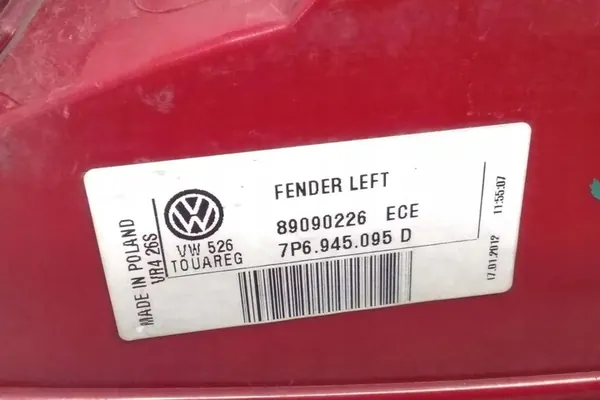 FENDER LEFT
89090226 ECE
7P6.945.095 D
VW 526
TOUAREG
MADE IN POLAND
VR4 26S
17.01.2012
11:55:07